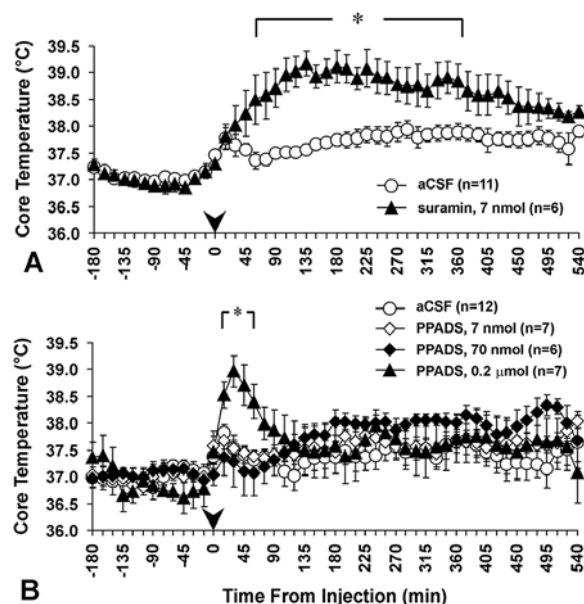 *
39.5
39.0
38.5
38.0
37.5
37.0
36.5
36.0
Core Temperature (°C)
aCSF (n=11)
suramin, 7 nmol (n=6)
-180 -135 -90 -45 0 45 90 135 180 225 270 315 360 405 450 495 540
A
aCSF (n=12)
PPADS, 7 nmol (n=7)
PPADS, 70 nmol (n=6)
PPADS, 0.2 μmol (n=7)
*
39.5
39.0
38.5
38.0
37.5
37.0
36.5
36.0
Core Temperature (°C)
-180 -135 -90 -45 0 45 90 135 180 225 270 315 360 405 450 495 540
B
Time From Injection (min)